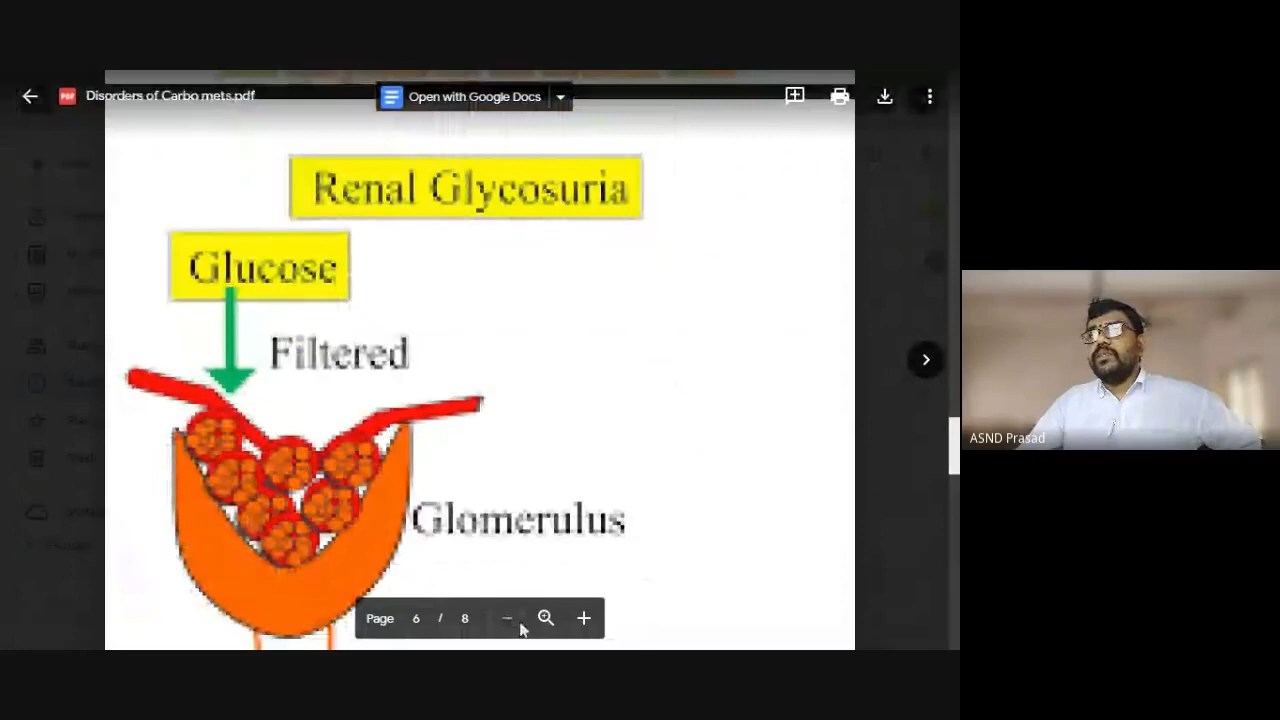 Disorders of Carbo mets.pdf
Open with Google Docs
Renal Glycosuria
Glucose
Filtered
Glomerulus
Page 6 / 8
ASND Prasad